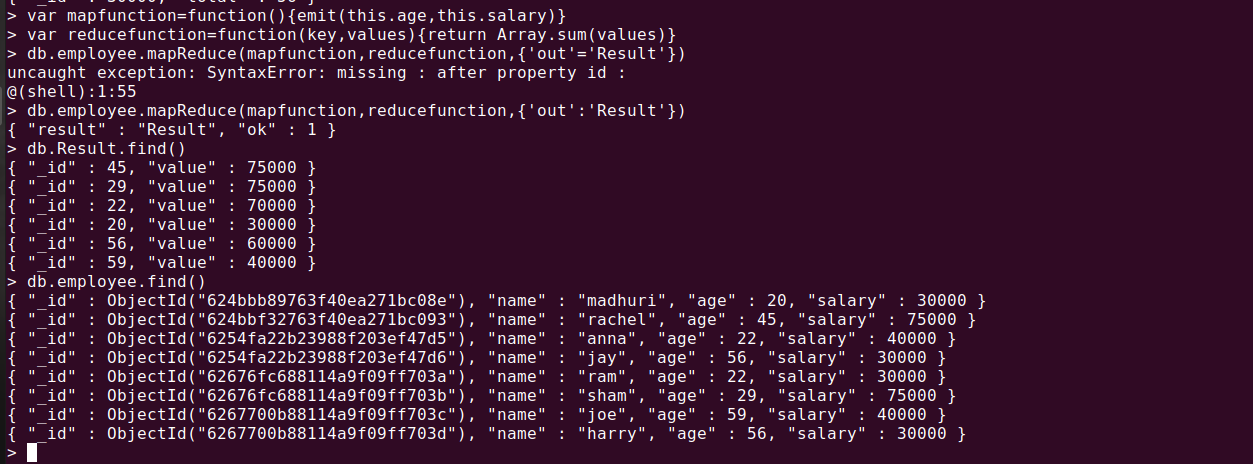 > var mapfunction=function(){emit(this.age,this.salary)}
> var reducefunction=function(key,values){return Array.sum(values)}
> db.employee.mapReduce(mapfunction,reducefunction,{'out'='Result'})
uncaught exception: SyntaxError: missing : after property id :
@(shell):1:55
> db.employee.mapReduce(mapfunction,reducefunction,{'out':'Result'})
{ "result" : "Result", "ok" : 1 }
> db.Result.find()
{ "_id" : 45, "value" : 75000 }
{ "_id" : 29, "value" : 75000 }
{ "_id" : 22, "value" : 70000 }
{ "_id" : 20, "value" : 30000 }
{ "_id" : 56, "value" : 60000 }
{ "_id" : 59, "value" : 40000 }
> db.employee.find()
{ "_id" : ObjectId("624bbb89763f40ea271bc08e"), "name" : "madhuri", "age" : 20, "salary" : 30000 }
{ "_id" : ObjectId("624bbf32763f40ea271bc093"), "name" : "rachel", "age" : 45, "salary" : 75000 }
{ "_id" : ObjectId("6254fa22b23988f203ef47d5"), "name" : "anna", "age" : 22, "salary" : 40000 }
{ "_id" : ObjectId("6254fa22b23988f203ef47d6"), "name" : "jay", "age" : 56, "salary" : 30000 }
{ "_id" : ObjectId("62676fc688114a9f09ff703a"), "name" : "ram", "age" : 22, "salary" : 30000 }
{ "_id" : ObjectId("62676fc688114a9f09ff703b"), "name" : "sham", "age" : 29, "salary" : 75000 }
{ "_id" : ObjectId("6267700b88114a9f09ff703c"), "name" : "joe", "age" : 59, "salary" : 40000 }
{ "_id" : ObjectId("6267700b88114a9f09ff703d"), "name" : "harry", "age" : 56, "salary" : 30000 }
>